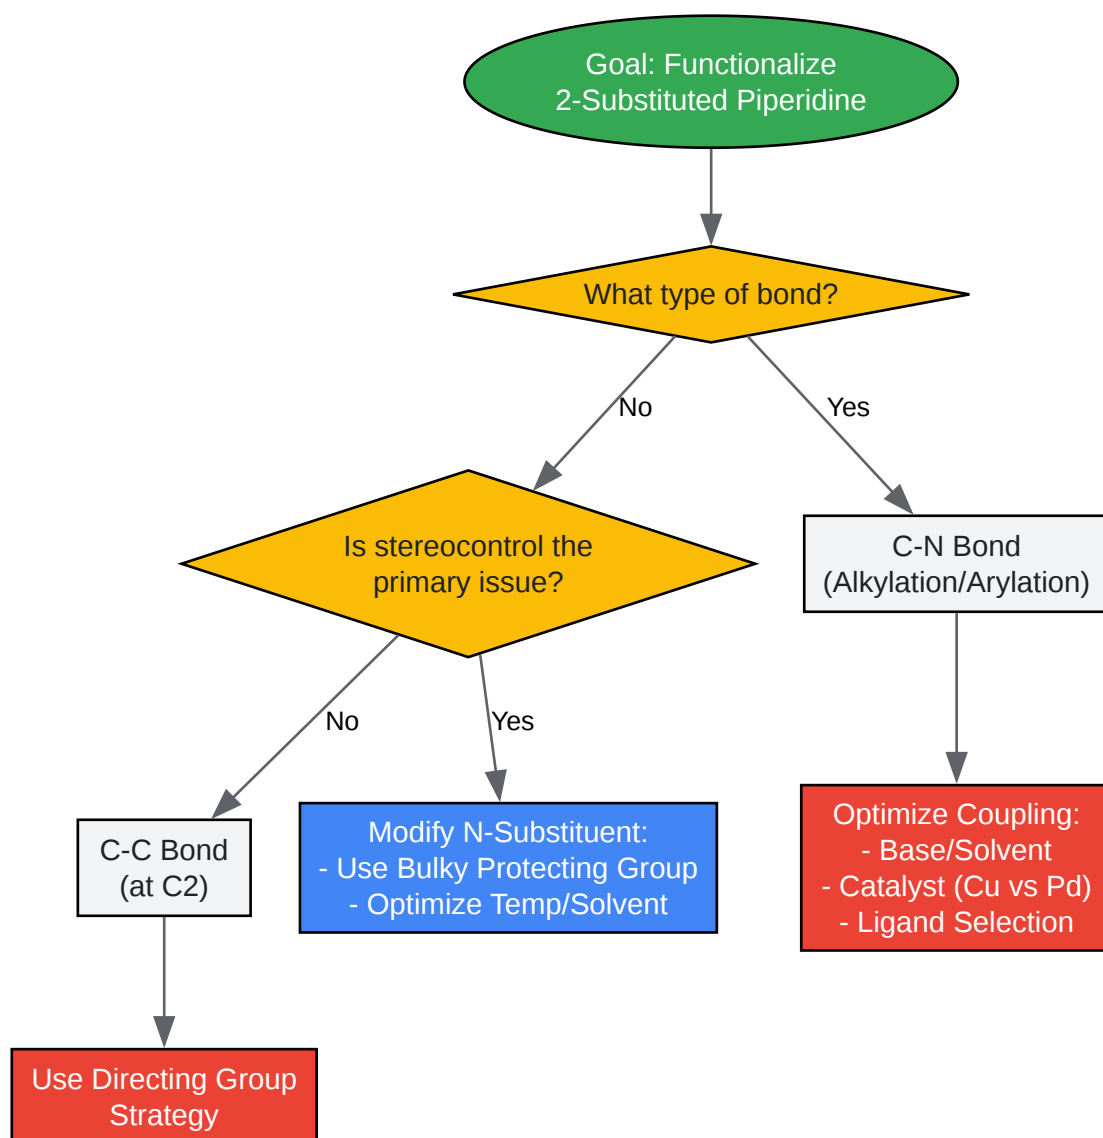 Goal: Functionalize
2-Substituted Piperidine
What type of bond?
No
Yes
Is stereocontrol the
primary issue?
C-N Bond
(Alkylation/Arylation)
No
Yes
C-C Bond
(at C2)
Modify N-Substituent:
- Use Bulky Protecting Group
- Optimize Temp/Solvent
Optimize Coupling:
- Base/Solvent
- Catalyst (Cu vs Pd)
- Ligand Selection
Use Directing Group
Strategy